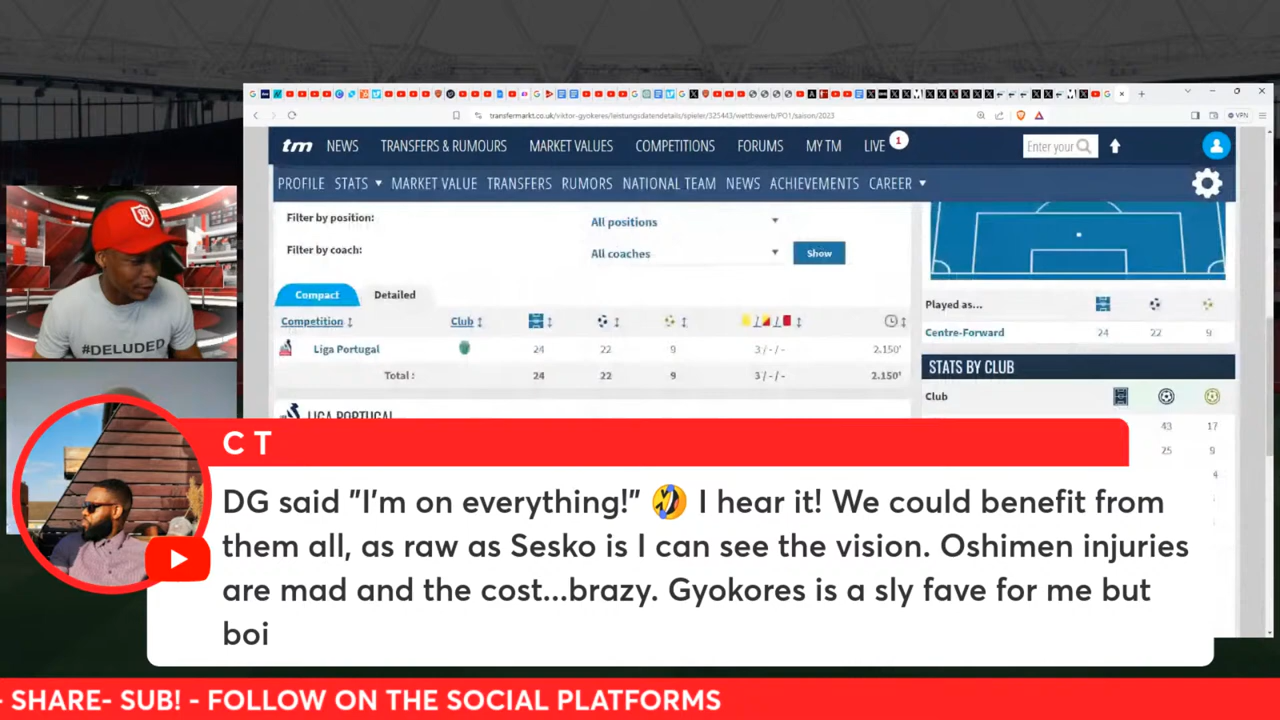 transfermarkt.co.uk/viktor-gyokeres/leistungsdatendetails/spieler/325443/wettbewerb/PO1/saison/2023
VPN
tm NEWS TRANSFERS & RUMOURS MARKET VALUES COMPETITIONS FORUMS MY TM LIVE 1 Enter your
PROFILE STATS MARKET VALUE TRANSFERS RUMORS NATIONAL TEAM NEWS ACHIEVEMENTS CAREER
Filter by position: All positions
Filter by coach: All coaches Show
Compact Detailed
Competition Club
Liga Portugal 24 22 9 3 / - / - 2.150'
Total : 24 22 9 3 / - / - 2.150'
LIGA PORTUGAL
Played as...
Centre-Forward 24 22 9
STATS BY CLUB
Club
43 17
25 9
4
#DELUDED
C T
DG said "I'm on everything!" 🤣 I hear it! We could benefit from
them all, as raw as Sesko is I can see the vision. Oshimen injuries
are mad and the cost...brazy. Gyokores is a sly fave for me but
boi
- SHARE- SUB! - FOLLOW ON THE SOCIAL PLATFORMS